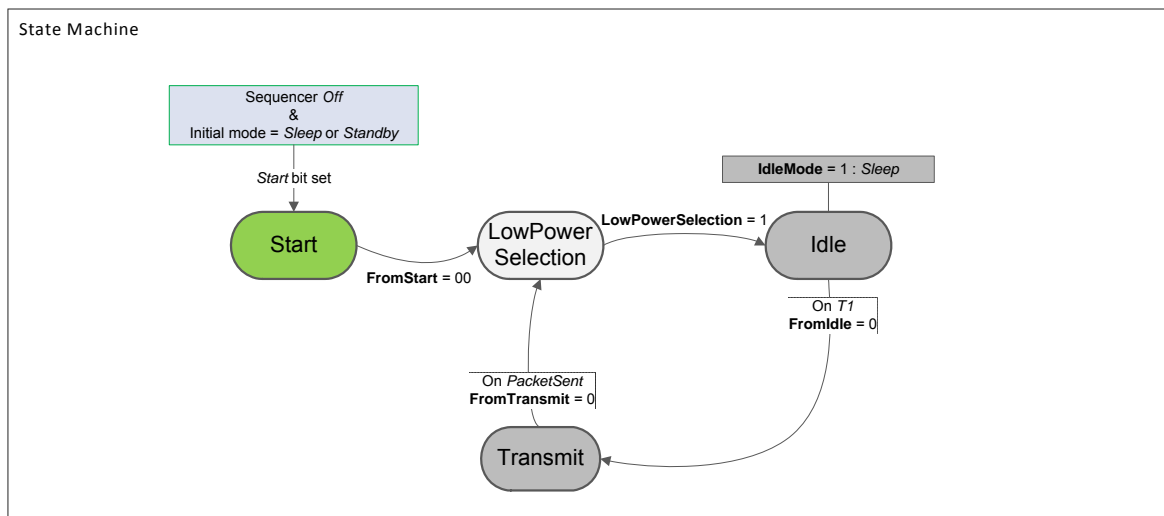 State Machine
Sequencer Off
&
Initial mode = Sleep or Standby
Start bit set
IdleMode = 1 : Sleep
Start
LowPower
Selection
LowPowerSelection = 1
Idle
FromStart = 00
On T1
FromIdle = 0
On PacketSent
FromTransmit = 0
Transmit